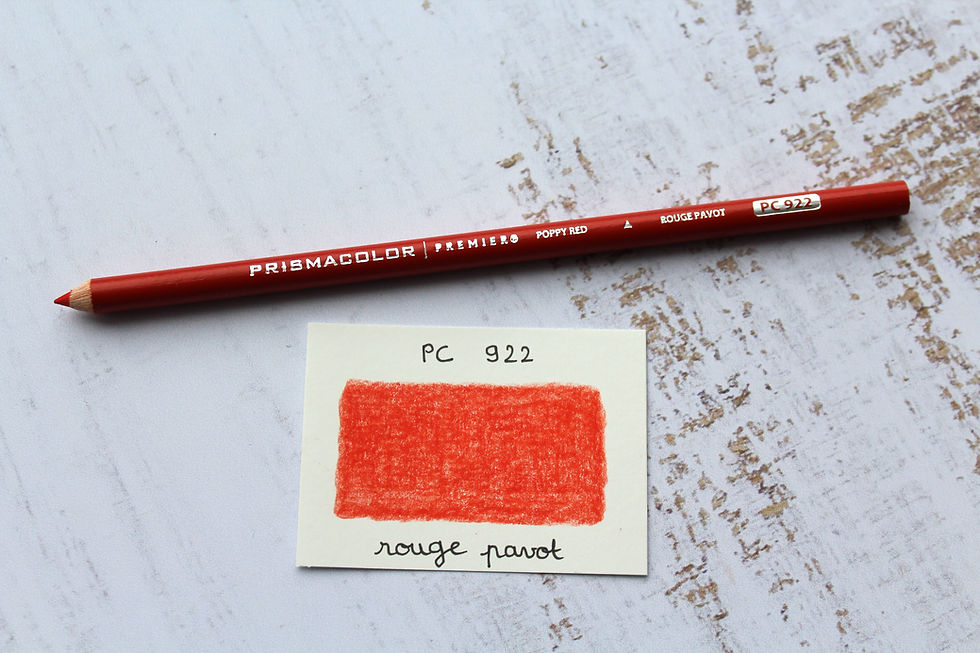 PRISMACOLOR | PREMIER POPPY RED ROUGE PAVOT PC 922
PC 922
rouge pavot